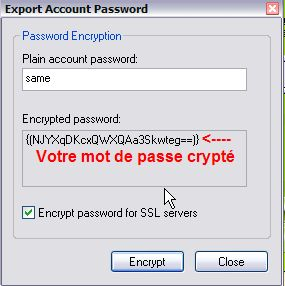 Export Account Password
Password Encryption
Plain account password:
same
Encrypted password:
{(NJYXqDKcxQWXQAa3Skwteg==)} <----
Votre mot de passe crypté
Encrypt password for SSL servers
Encrypt Close